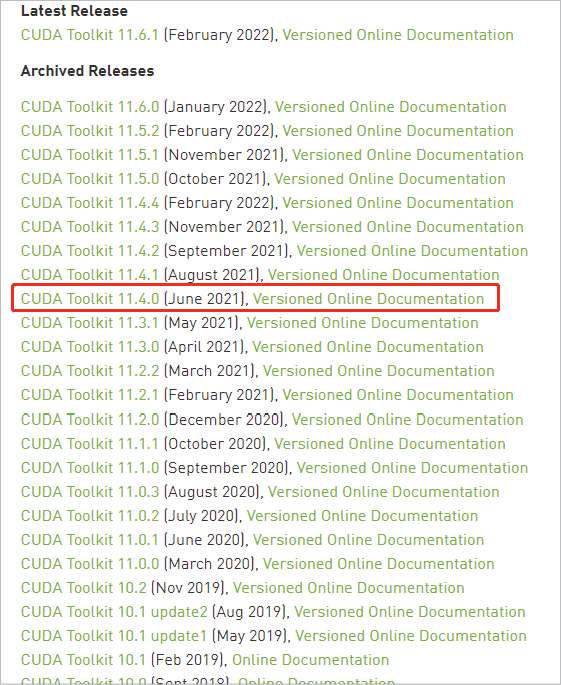 Latest Release
CUDA Toolkit 11.6.1 (February 2022), Versioned Online Documentation
Archived Releases
CUDA Toolkit 11.6.0 (January 2022), Versioned Online Documentation
CUDA Toolkit 11.5.2 (February 2022), Versioned Online Documentation
CUDA Toolkit 11.5.1 (November 2021), Versioned Online Documentation
CUDA Toolkit 11.5.0 (October 2021), Versioned Online Documentation
CUDA Toolkit 11.4.4 (February 2022), Versioned Online Documentation
CUDA Toolkit 11.4.3 (November 2021), Versioned Online Documentation
CUDA Toolkit 11.4.2 (September 2021), Versioned Online Documentation
CUDA Toolkit 11.4.1 (August 2021), Versioned Online Documentation
CUDA Toolkit 11.4.0 (June 2021), Versioned Online Documentation
CUDA Toolkit 11.3.1 (May 2021), Versioned Online Documentation
CUDA Toolkit 11.3.0 (April 2021), Versioned Online Documentation
CUDA Toolkit 11.2.2 (March 2021), Versioned Online Documentation
CUDA Toolkit 11.2.1 (February 2021), Versioned Online Documentation
CUDA Toolkit 11.2.0 (December 2020), Versioned Online Documentation
CUDA Toolkit 11.1.1 (October 2020), Versioned Online Documentation
CUDA Toolkit 11.1.0 (September 2020), Versioned Online Documentation
CUDA Toolkit 11.0.3 (August 2020), Versioned Online Documentation
CUDA Toolkit 11.0.2 (July 2020), Versioned Online Documentation
CUDA Toolkit 11.0.1 (June 2020), Versioned Online Documentation
CUDA Toolkit 11.0.0 (March 2020), Versioned Online Documentation
CUDA Toolkit 10.2 (Nov 2019), Versioned Online Documentation
CUDA Toolkit 10.1 update2 (Aug 2019), Versioned Online Documentation
CUDA Toolkit 10.1 update1 (May 2019), Versioned Online Documentation
CUDA Toolkit 10.1 (Feb 2019), Online Documentation
CUDA Toolkit 10.0 (Sept 2018), Online Documentation